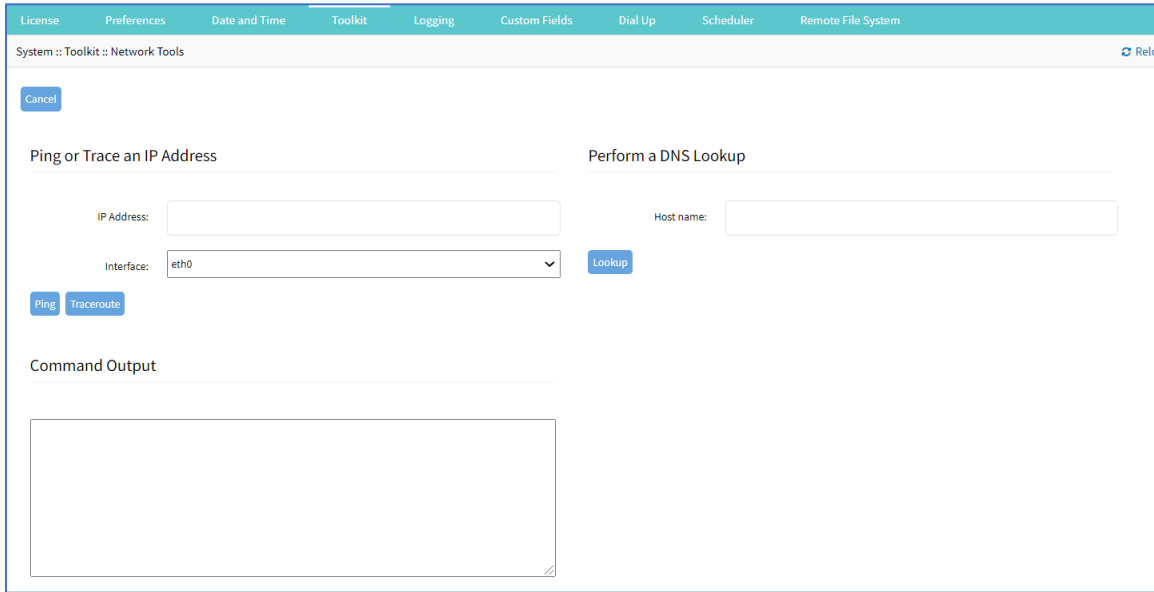 License Preferences Date and Time Toolkit Logging Custom Fields Dial Up Scheduler Remote File System
System :: Toolkit :: Network Tools
Cancel
Ping or Trace an IP Address
IP Address:
Interface: eth0
Ping Traceroute
Perform a DNS Lookup
Host name:
Lookup
Command Output